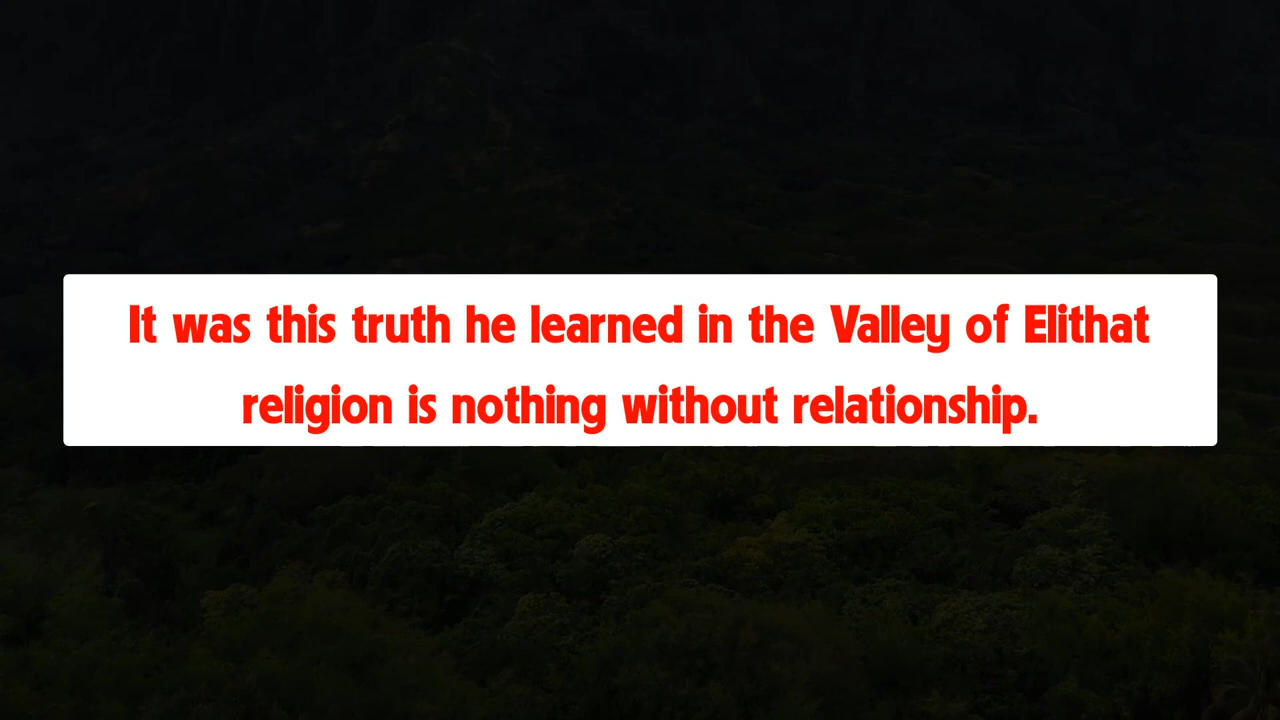 It was this truth he learned in the Valley of Elithat
religion is nothing without relationship.